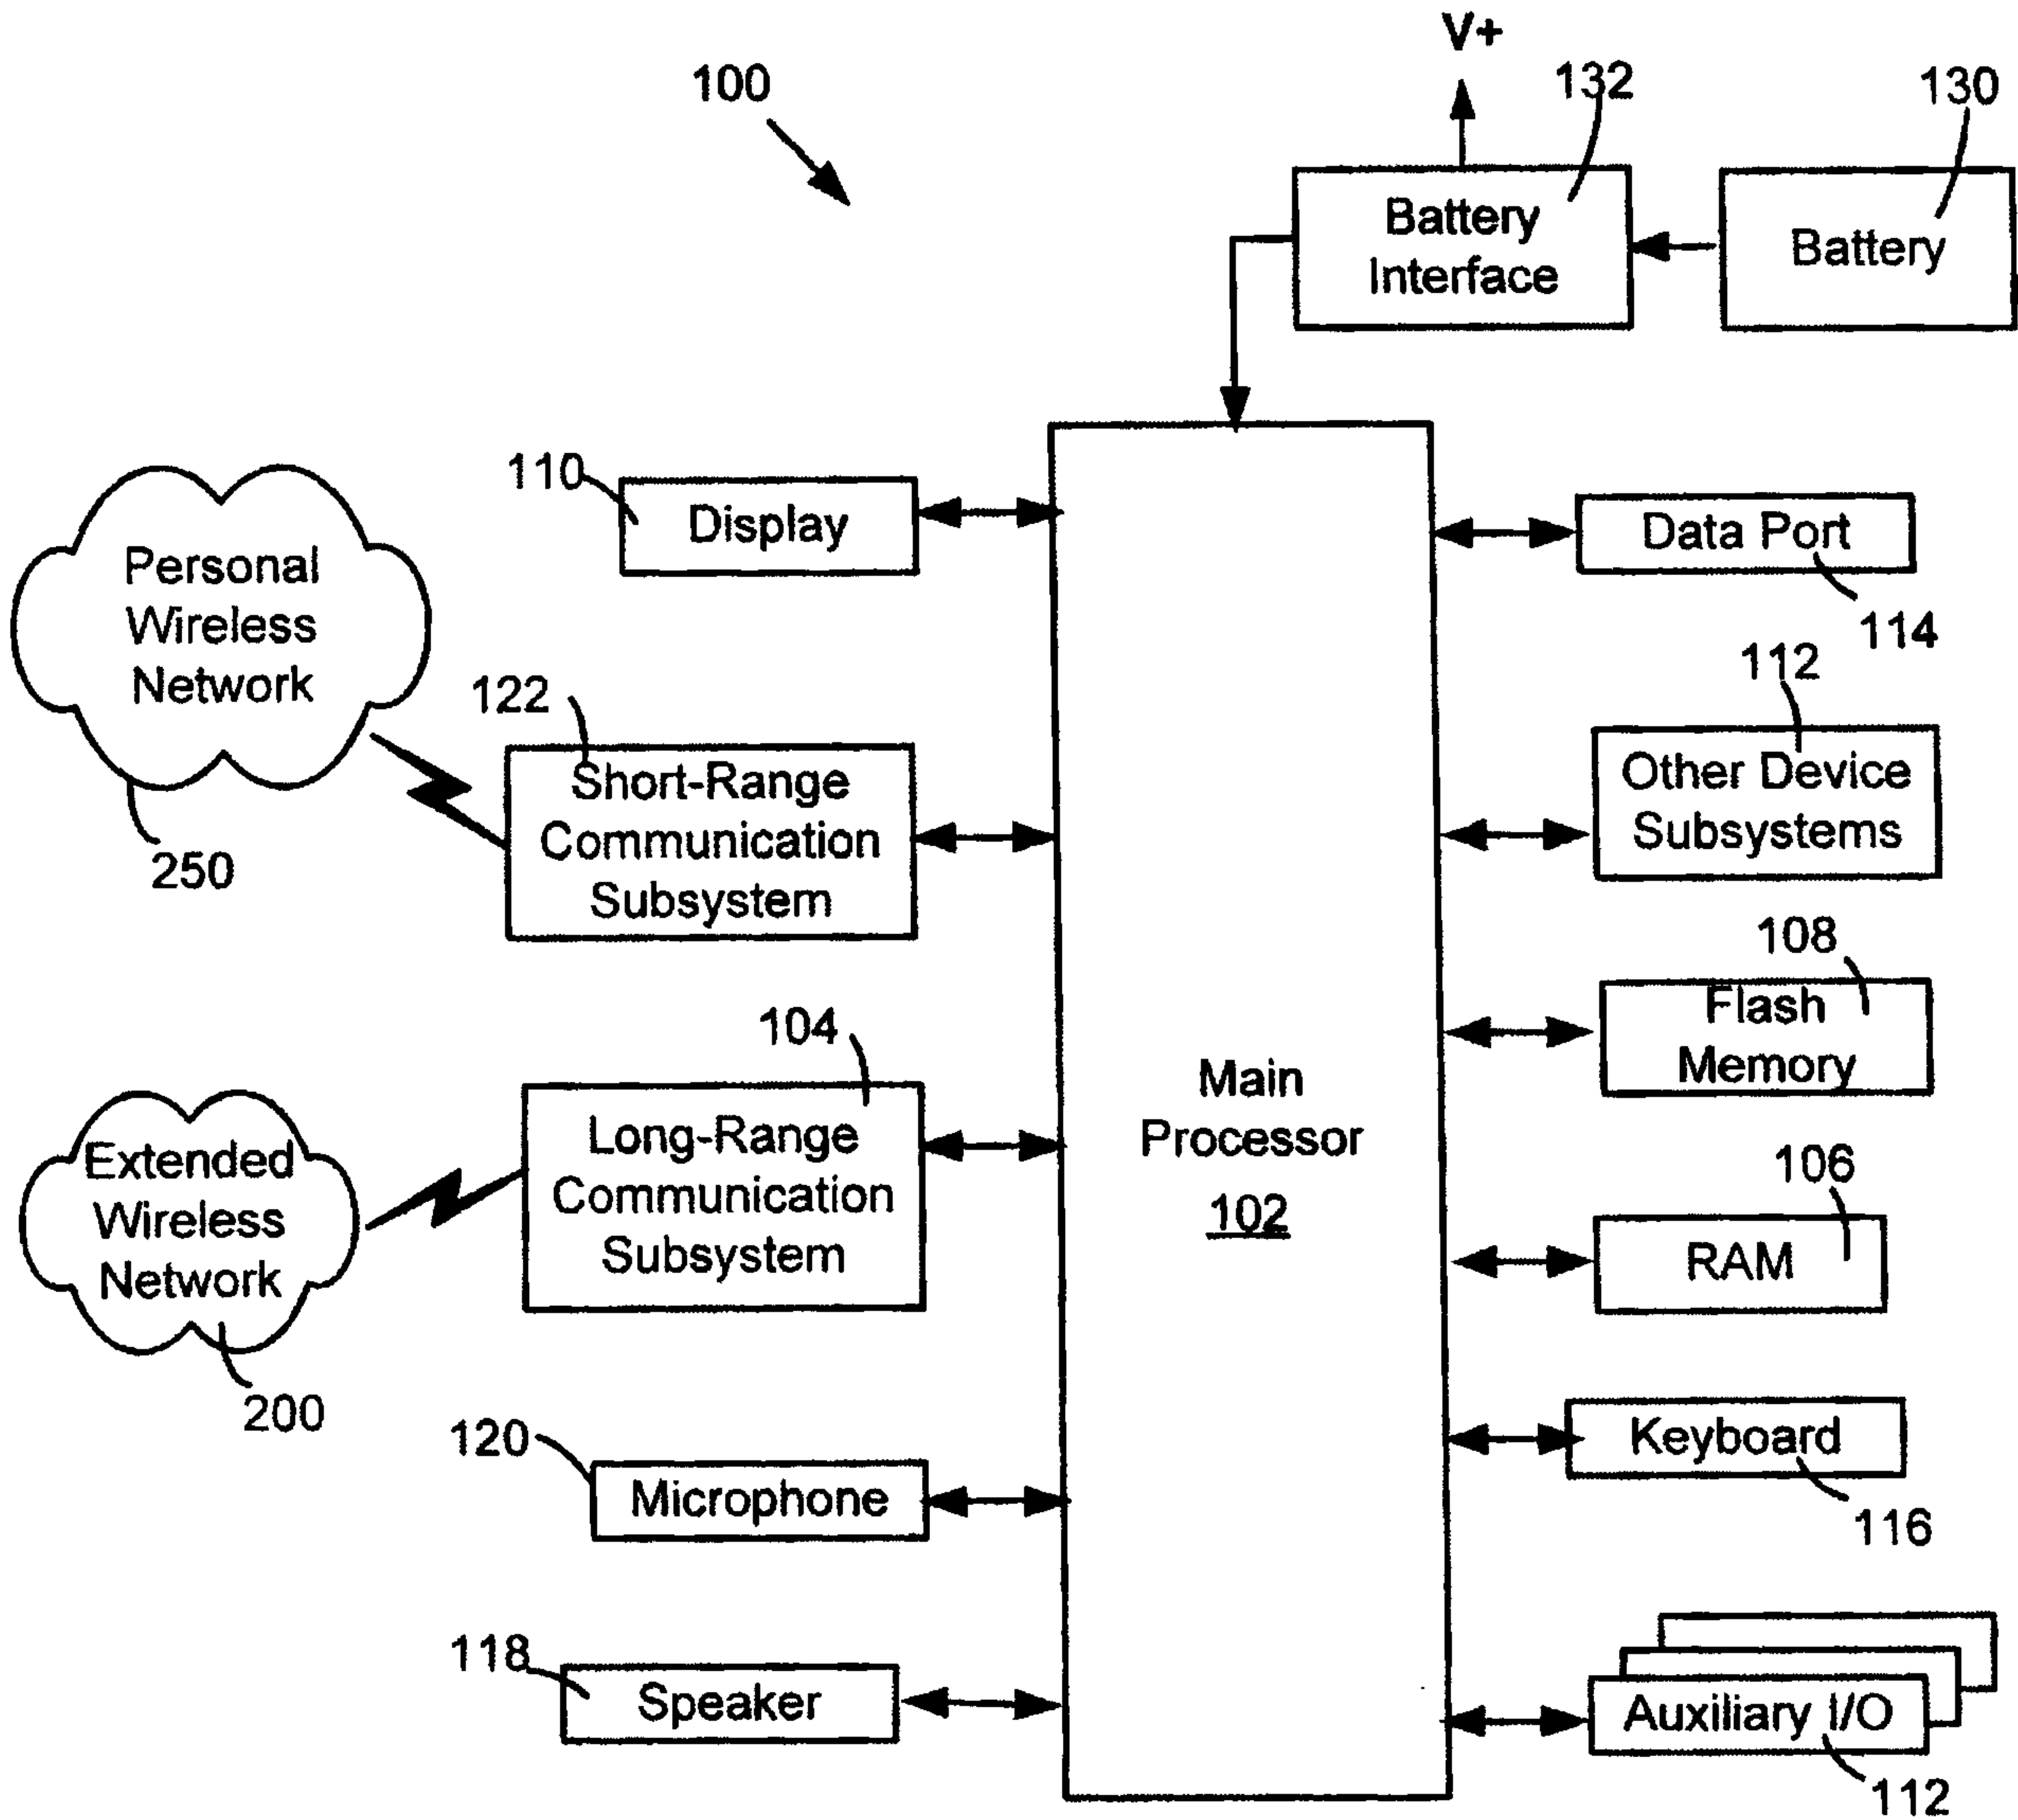 V+
100
132
130
Battery
Interface
Battery
110
Display
Data Port
114
Personal
Wireless
Network
250
122
Short-Range
Communication
Subsystem
112
Other Device
Subsystems
108
Flash
Memory
104
Long-Range
Communication
Subsystem
Extended
Wireless
Network
200
Main
Processor
102
106
RAM
120
Microphone
Keyboard
116
118
Speaker
Auxiliary I/O
112